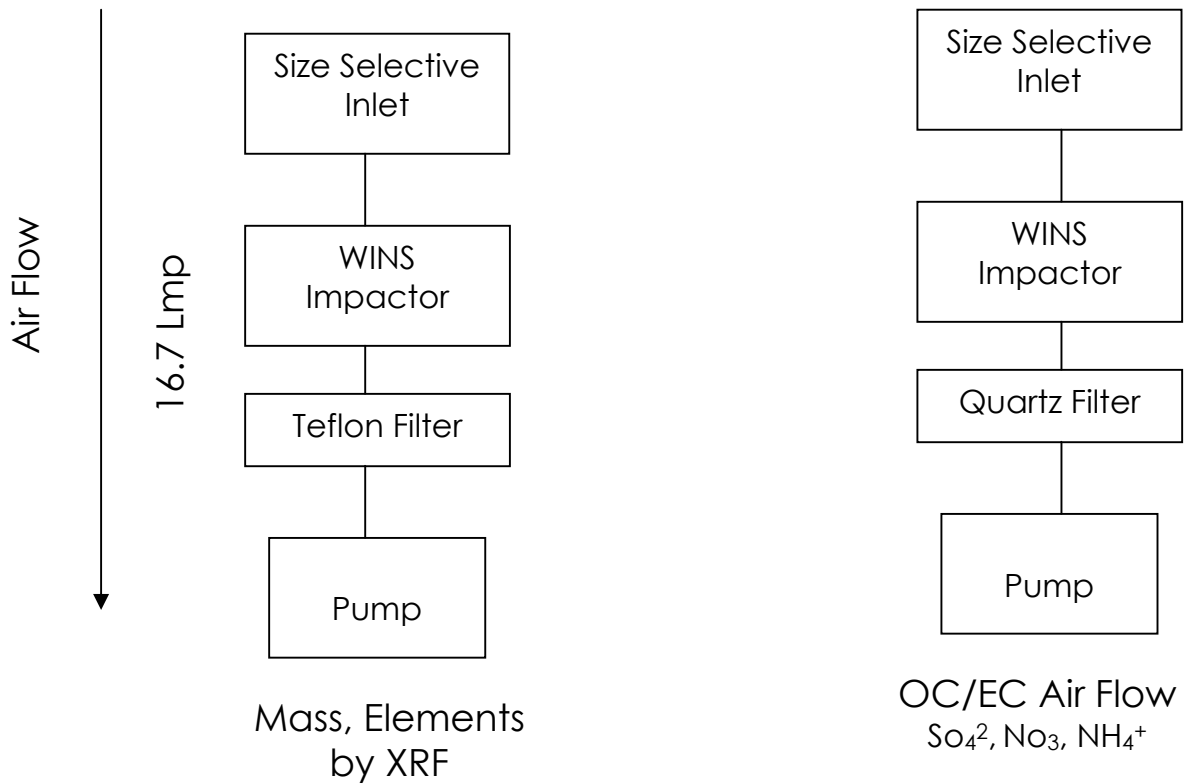 Air Flow
16.7 Lmp
Size Selective
Inlet
WINS
Impactor
Teflon Filter
Pump
Mass, Elements
by XRF
Size Selective
Inlet
WINS
Impactor
Quartz Filter
Pump
OC/EC Air Flow
So₄², No₃, NH₄⁺